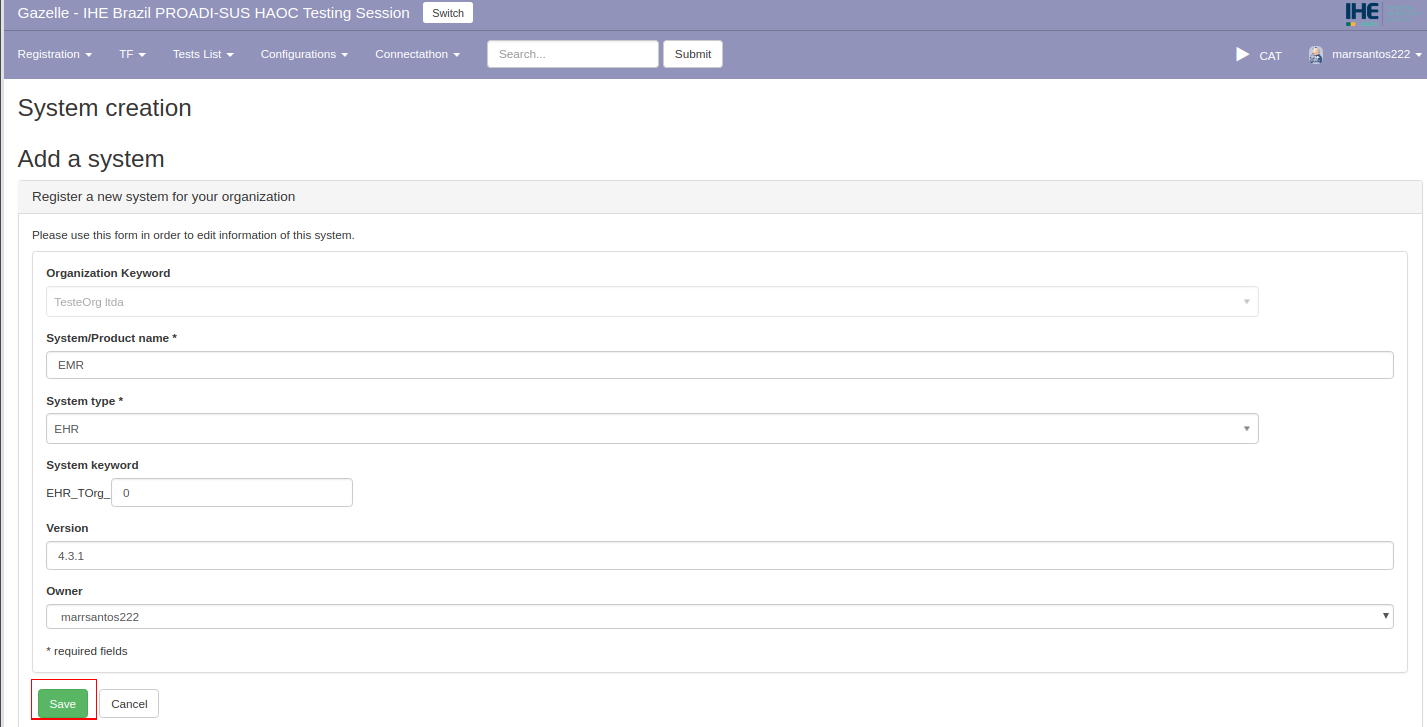 Gazelle - IHE Brazil PROADI-SUS HAOC Testing Session Switch IHE
Registration TF Tests List Configurations Connectathon Search... Submit CAT marrsantos222
System creation
Add a system
Register a new system for your organization
Please use this form in order to edit information of this system.
Organization Keyword
TesteOrg ltda
System/Product name *
EMR
System type *
EHR
System keyword
EHR_TOrg_ 0
Version
4.3.1
Owner
marrsantos222
* required fields
Save Cancel